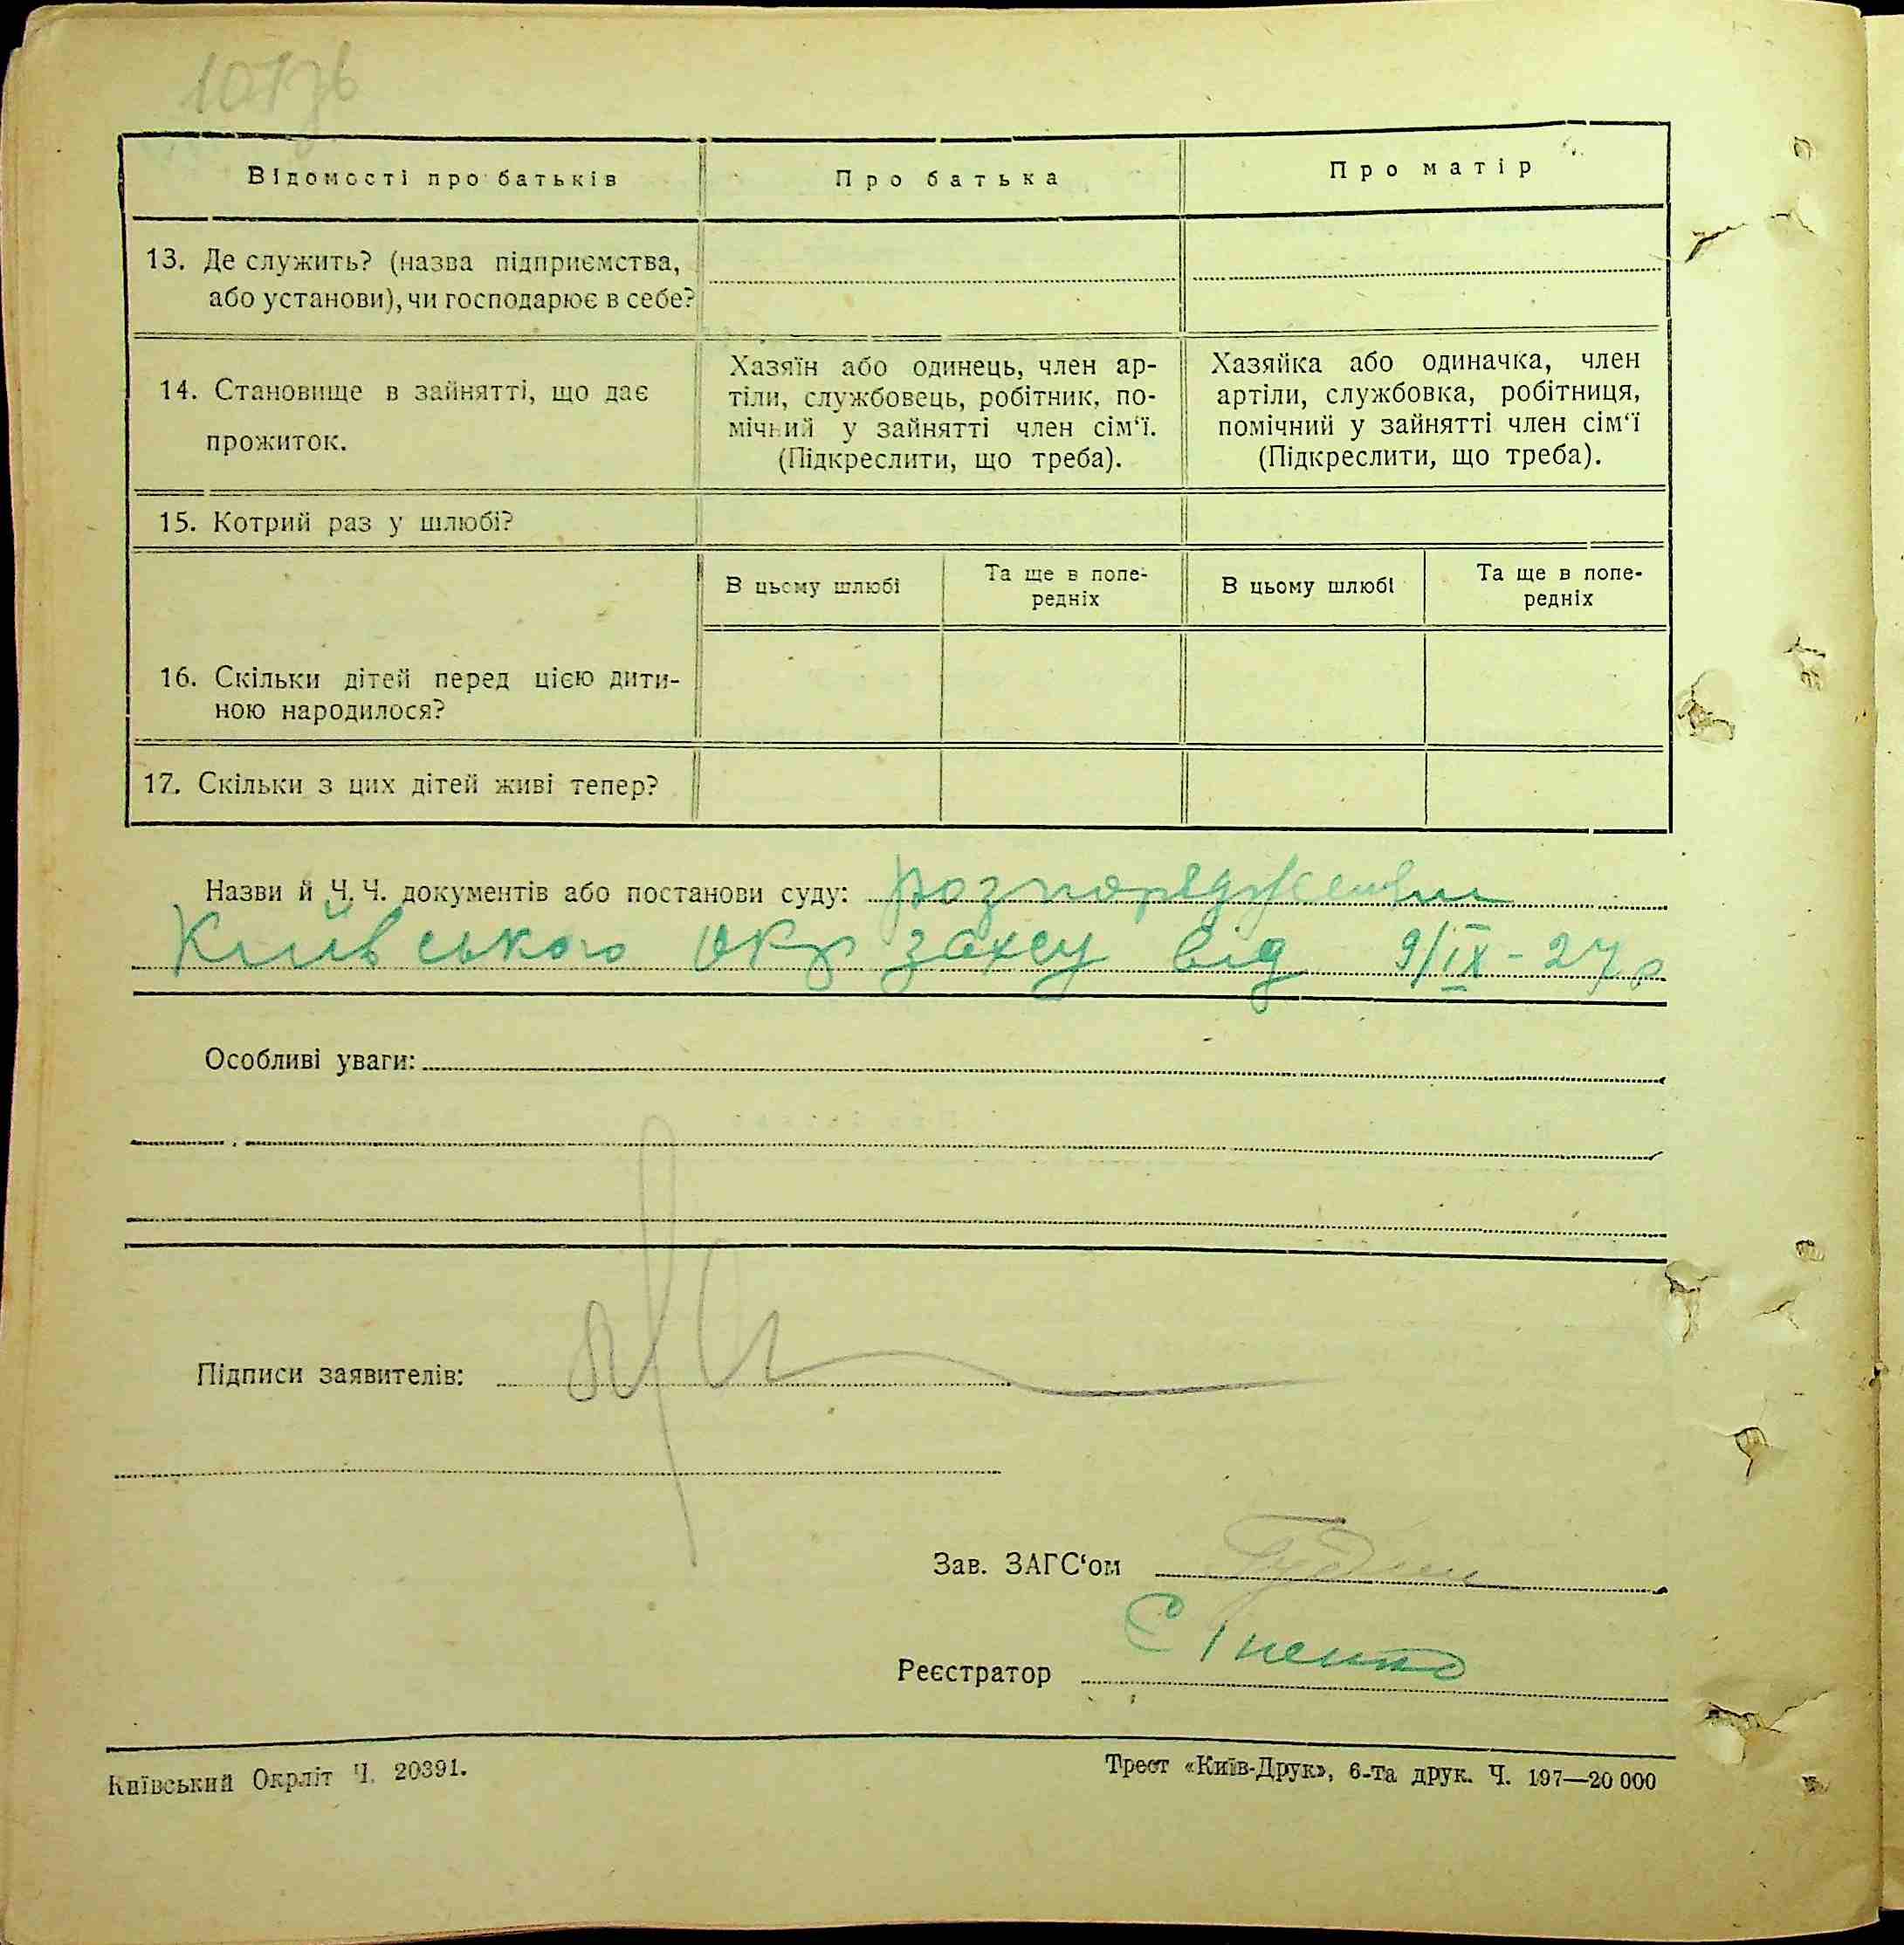 107зв
Відомості про батьків
Про батька
Про матір
13. Де служить? (назва підприємства,
або установи), чи господарює в себе?
14. Становище в зайнятті, що дає
прожиток.
Хазяїн або одинець, член ар-
тіли, службовець, робітник, по-
мічний у зайнятті член сім‘ї.
(Підкреслити, що треба).
Хазяйка або одиначка, член
артіли, службовка, робітниця,
помічний у зайнятті член сім‘ї
(Підкреслити, що треба).
15. Котрий раз у шлюбі?
В цьому шлюбі
Та ще в попе-
редніх
В цьому шлюбі
Та ще в попе-
редніх
16. Скільки дітей перед цією дити-
ною народилося?
17. Скільки з цих дітей живі тепер?
Назви й Ч. Ч. документів або постанови суду: розпорядження
Київського Окр загсу від 9/IX - 27 р
Особливі уваги:
Підписи заявителів:
Зав. ЗАГС‘ом
Реєстратор
Київський Окрліт Ч. 20391.
Трест «Київ-Друк», 6-та друк. Ч. 197—20 000